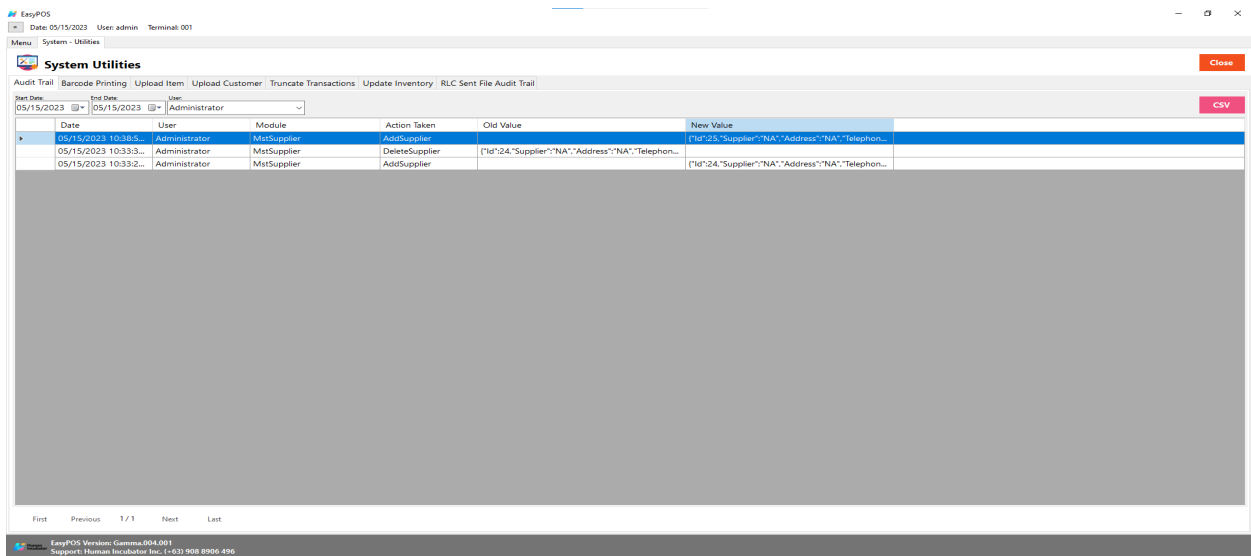 EasyPOS
Date: 05/15/2023 User: admin Terminal: 001
Menu System - Utilities
System Utilities
Close
Audit Trail Barcode Printing Upload Item Upload Customer Truncate Transactions Update Inventory RLC Sent File Audit Trail
Start Date: End Date: User:
05/15/2023 05/15/2023 Administrator
CSV
Date User Module Action Taken Old Value New Value
05/15/2023 10:38:5... Administrator MstSupplier AddSupplier {"Id":25,"Supplier":"NA","Address":"NA","Telephon...
05/15/2023 10:33:3... Administrator MstSupplier DeleteSupplier {"Id":24,"Supplier":"NA","Address":"NA","Telephon...
05/15/2023 10:33:2... Administrator MstSupplier AddSupplier {"Id":24,"Supplier":"NA","Address":"NA","Telephon...
First Previous 1 / 1 Next Last
EasyPOS Version: Gamma.004.001
Support: Human Incubator Inc. (+63) 908 8906 496